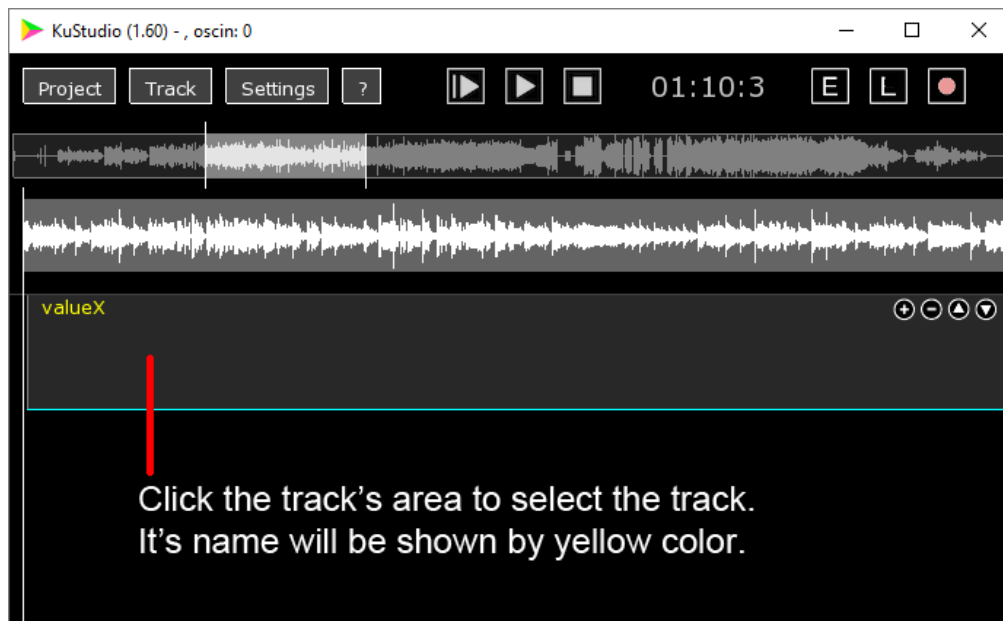 KuStudio (1.60) - , oscin: 0
Project Track Settings ? 01:10:3 E L
valueX
Click the track's area to select the track.
It's name will be shown by yellow color.